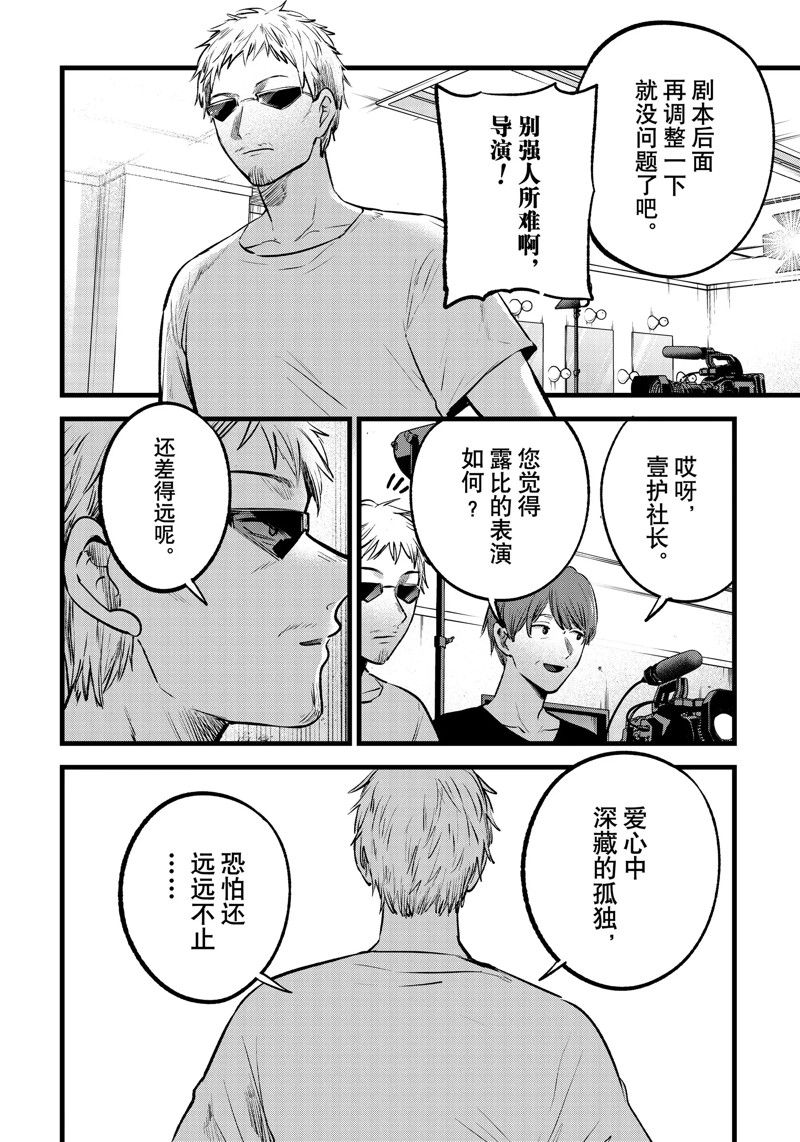 剧本后面
再调整一下
就没问题了吧。
别强人所难啊，
导演！
哎呀，
壹护社长。
您觉得
露比的表演
如何？
还差得远呢。
爱心中
深藏的孤独，
恐怕还
远远不止
……